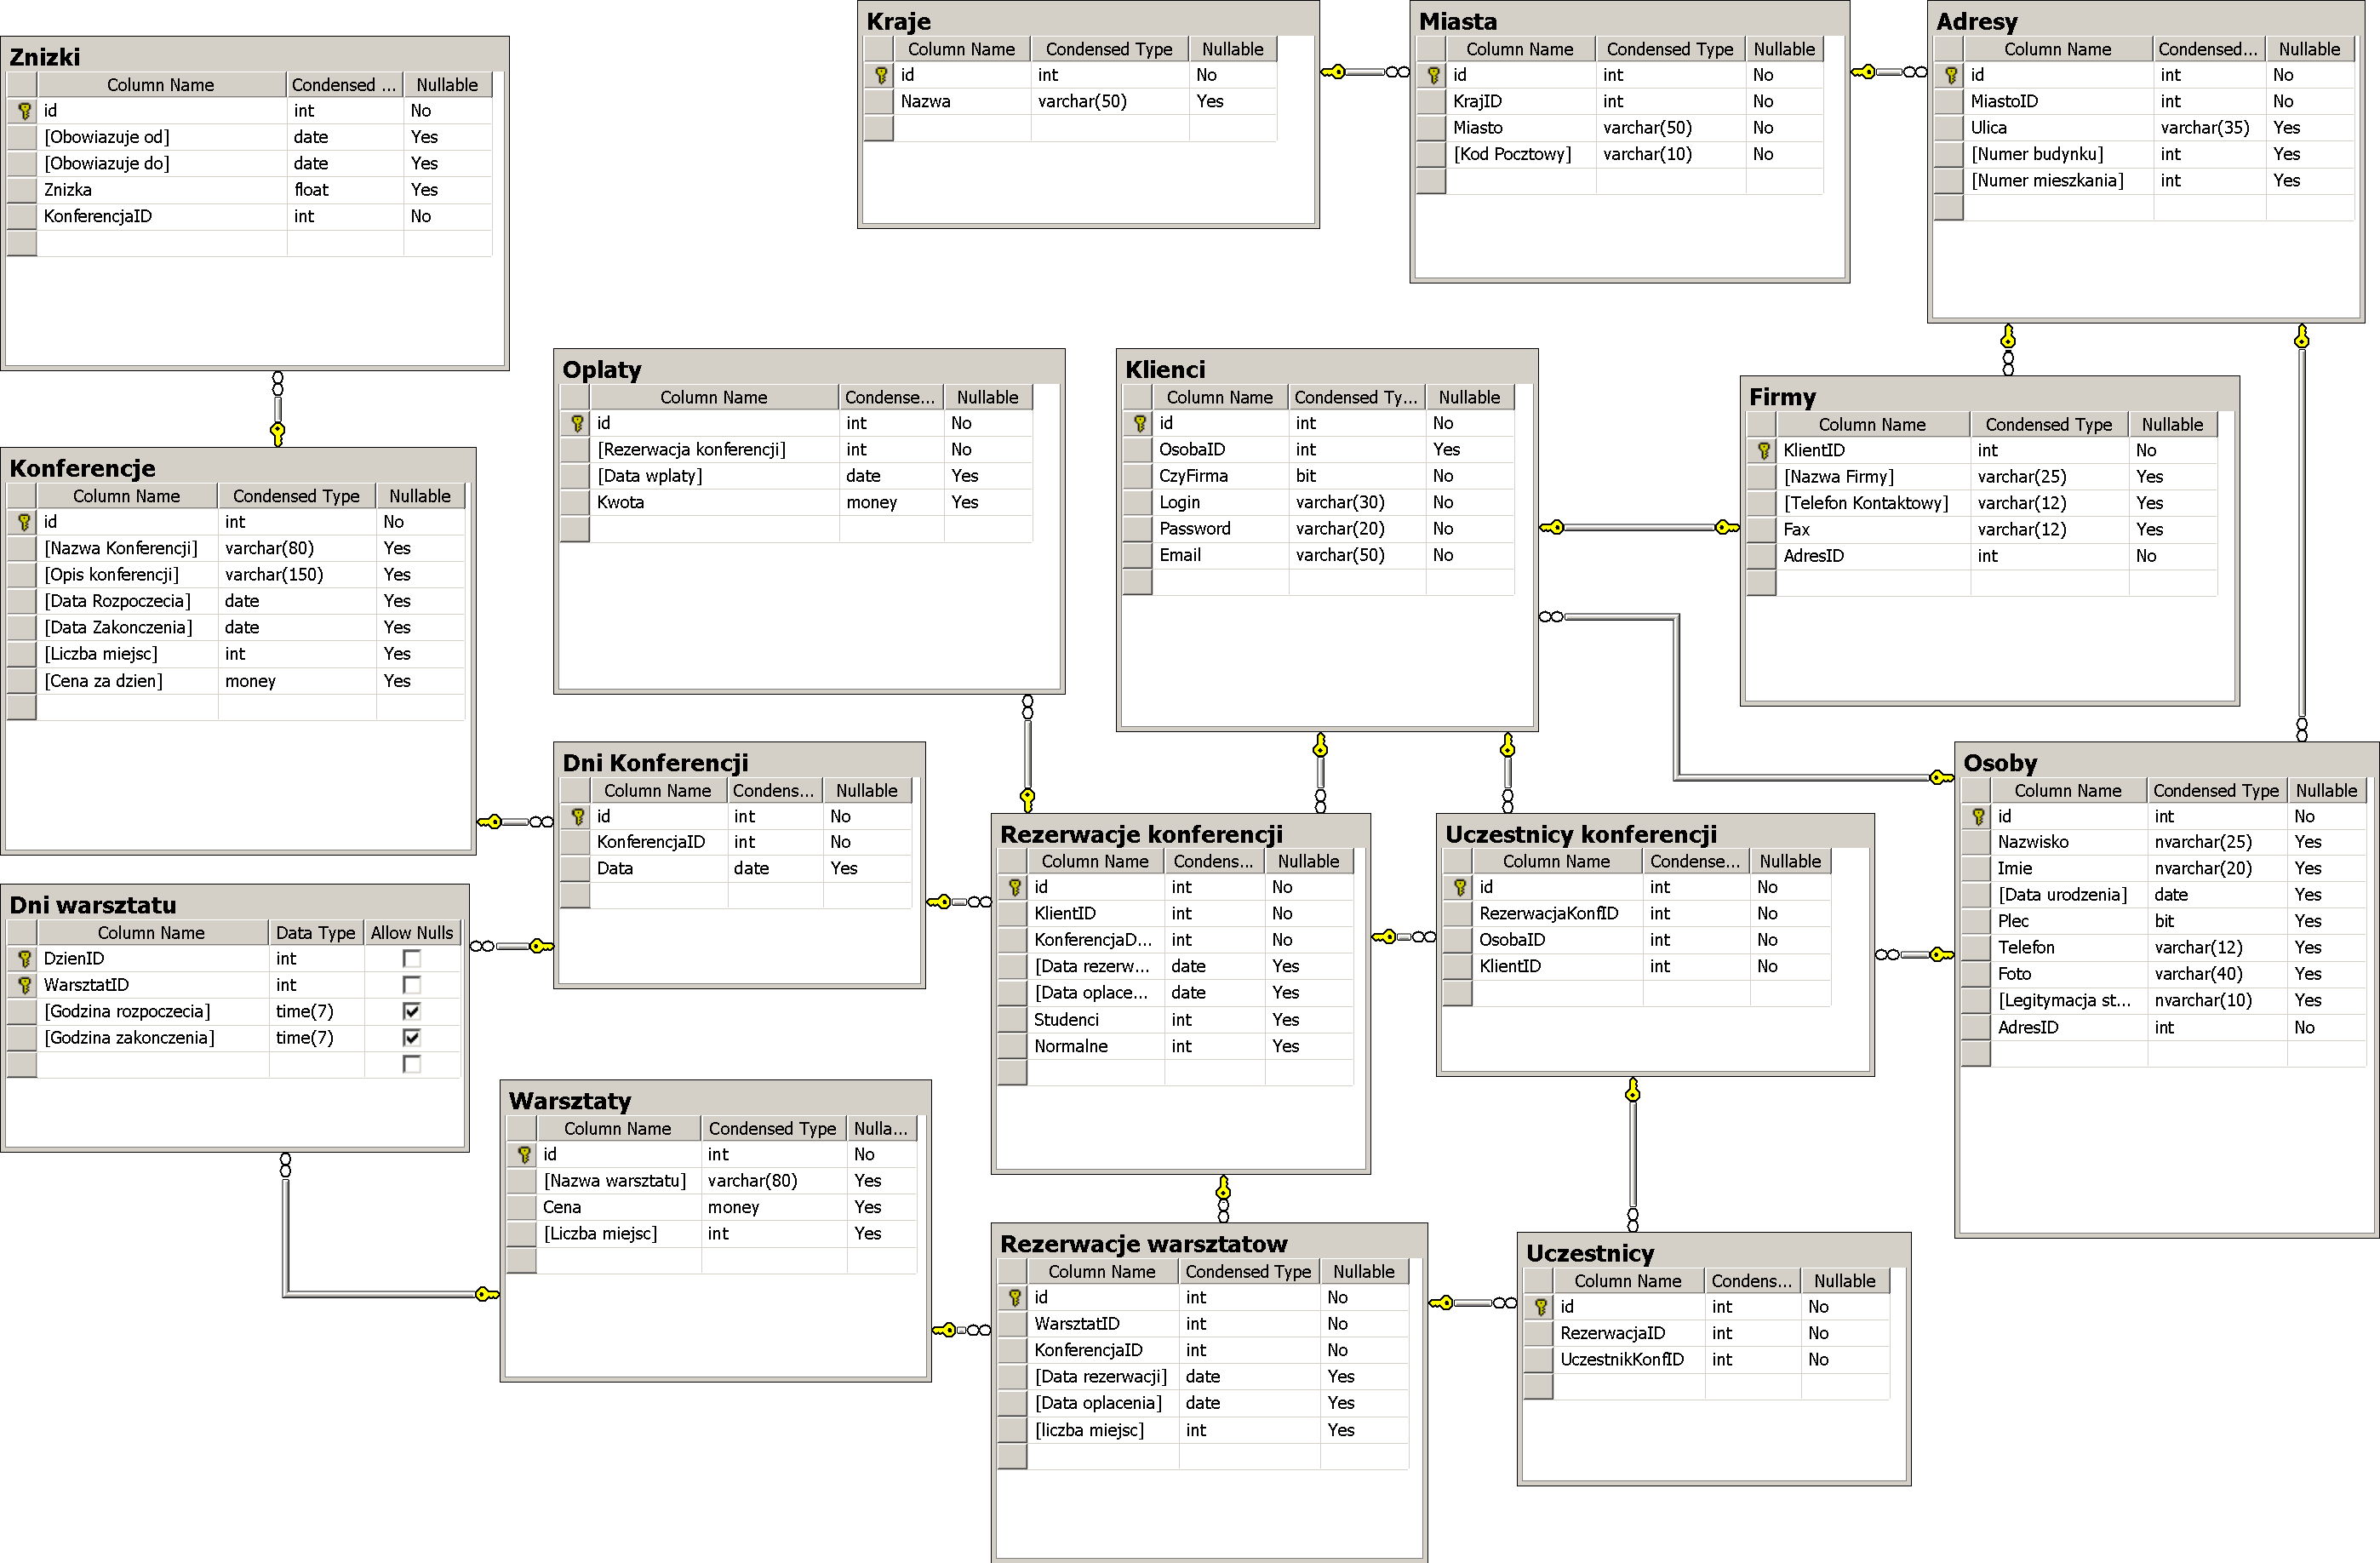 Znizki
Column Name Condensed ... Nullable
id int No
[Obowiazuje od] date Yes
[Obowiazuje do] date Yes
Znizka float Yes
KonferencjaID int No
Kraje
Column Name Condensed Type Nullable
id int No
Nazwa varchar(50) Yes
Miasta
Column Name Condensed Type Nullable
id int No
KrajID int No
Miasto varchar(50) No
[Kod Pocztowy] varchar(10) No
Adresy
Column Name Condensed... Nullable
id int No
MiastoID int No
Ulica varchar(35) Yes
[Numer budynku] int Yes
[Numer mieszkania] int Yes
Oplaty
Column Name Condense... Nullable
id int No
[Rezerwacja konferencji] int No
[Data wplaty] date Yes
Kwota money Yes
Klienci
Column Name Condensed Ty... Nullable
id int No
OsobaID int Yes
CzyFirma bit No
Login varchar(30) No
Password varchar(20) No
Email varchar(50) No
Firmy
Column Name Condensed Type Nullable
KlientID int No
[Nazwa Firmy] varchar(25) Yes
[Telefon Kontaktowy] varchar(12) Yes
Fax varchar(12) Yes
AdresID int No
Konferencje
Column Name Condensed Type Nullable
id int No
[Nazwa Konferencji] varchar(80) Yes
[Opis konferencji] varchar(150) Yes
[Data Rozpoczecia] date Yes
[Data Zakonczenia] date Yes
[Liczba miejsc] int Yes
[Cena za dzien] money Yes
Dni Konferencji
Column Name Condens... Nullable
id int No
KonferencjaID int No
Data date Yes
Rezerwacje konferencji
Column Name Condens... Nullable
id int No
KlientID int No
KonferencjaD... int No
[Data rezerw... date Yes
[Data oplace... date Yes
Studenci int Yes
Normalne int Yes
Uczestnicy konferencji
Column Name Condense... Nullable
id int No
RezerwacjaKonfID int No
OsobaID int No
KlientID int No
Osoby
Column Name Condensed Type Nullable
id int No
Nazwisko nvarchar(25) Yes
Imie nvarchar(20) Yes
[Data urodzenia] date Yes
Plec bit Yes
Telefon varchar(12) Yes
Foto varchar(40) Yes
[Legitymacja st... nvarchar(10) Yes
AdresID int No
Dni warsztatu
Column Name Data Type Allow Nulls
DzienID int
WarsztatID int
[Godzina rozpoczecia] time(7)
[Godzina zakonczenia] time(7)
Warsztaty
Column Name Condensed Type Nulla...
id int No
[Nazwa warsztatu] varchar(80) Yes
Cena money Yes
[Liczba miejsc] int Yes
Rezerwacje warsztatow
Column Name Condensed Type Nullable
id int No
WarsztatID int No
KonferencjaID int No
[Data rezerwacji] date Yes
[Data oplacenia] date Yes
[liczba miejsc] int Yes
Uczestnicy
Column Name Condens... Nullable
id int No
RezerwacjaID int No
UczestnikKonfID int No